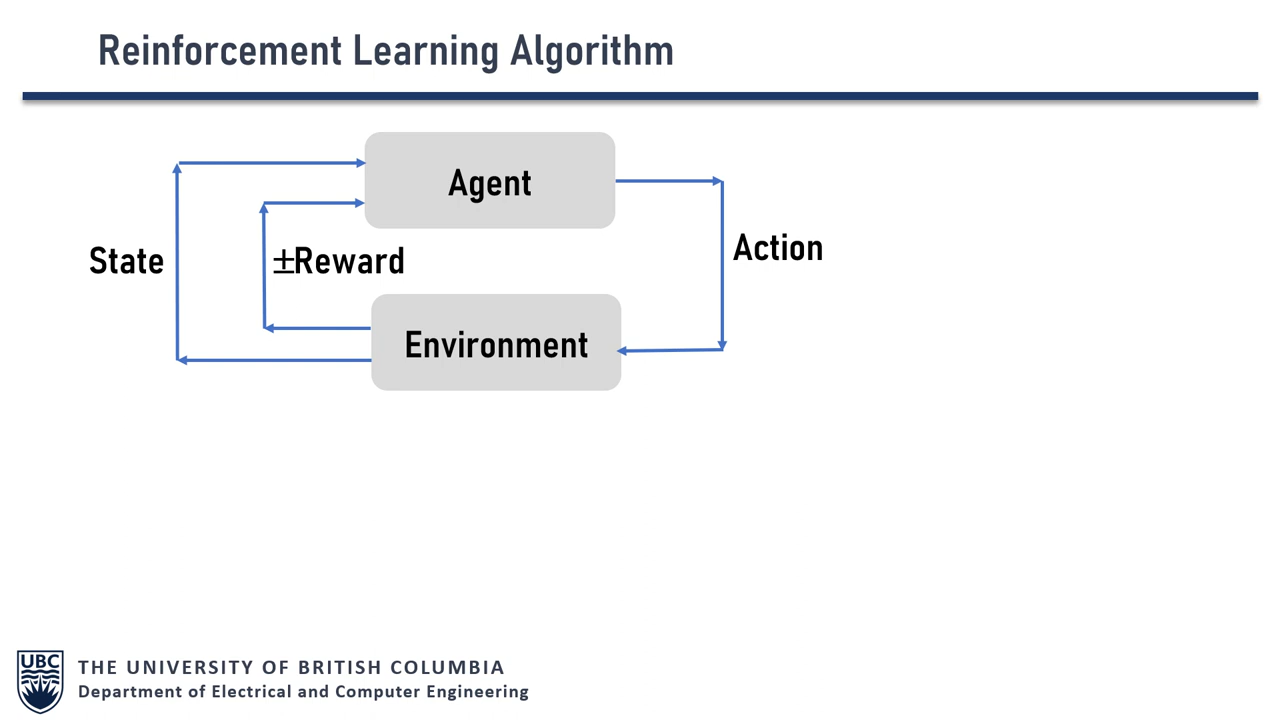 Reinforcement Learning Algorithm
Agent
State
±Reward
Action
Environment
UBC
THE UNIVERSITY OF BRITISH COLUMBIA
Department of Electrical and Computer Engineering